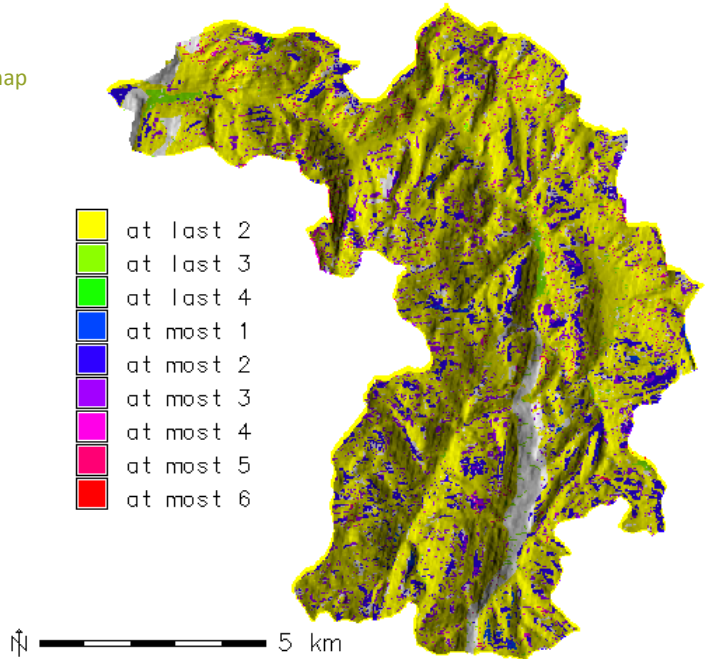 at last 2
at last 3
at last 4
at most 1
at most 2
at most 3
at most 4
at most 5
at most 6
N 5 km